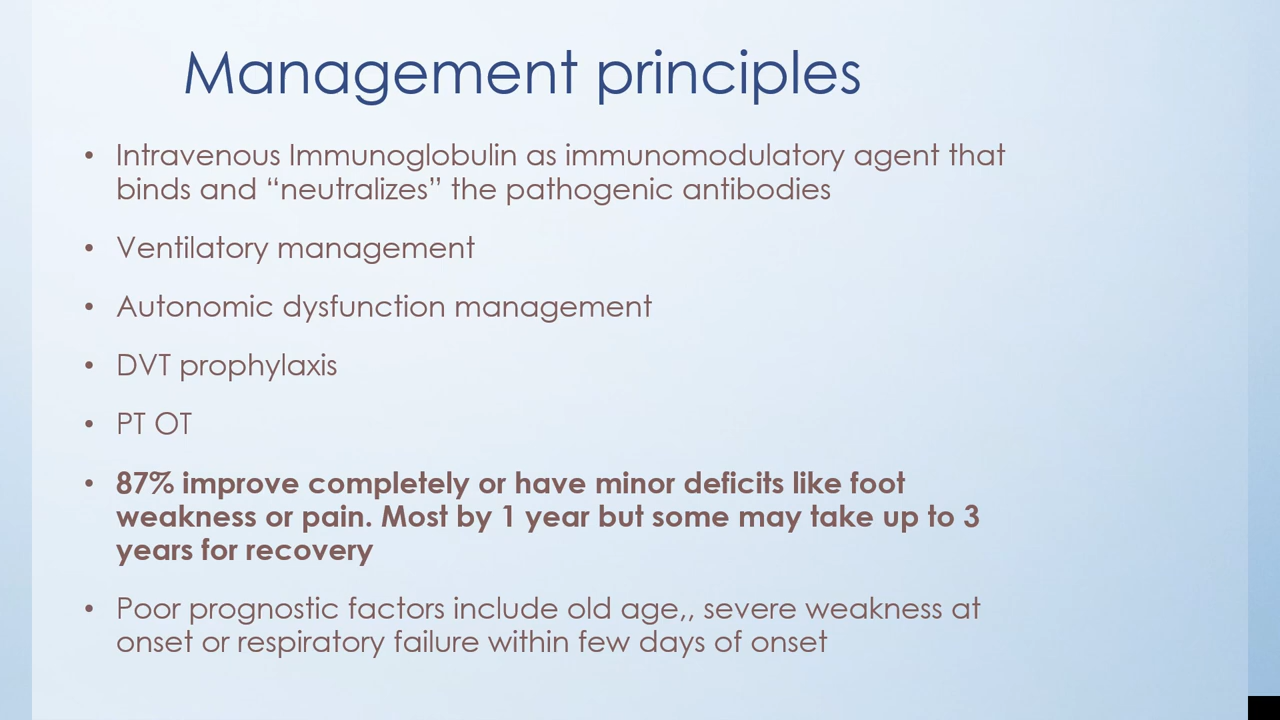 Management principles
• Intravenous Immunoglobulin as immunomodulatory agent that
binds and “neutralizes” the pathogenic antibodies
• Ventilatory management
• Autonomic dysfunction management
• DVT prophylaxis
• PT OT
• 87% improve completely or have minor deficits like foot
weakness or pain. Most by 1 year but some may take up to 3
years for recovery
• Poor prognostic factors include old age,, severe weakness at
onset or respiratory failure within few days of onset